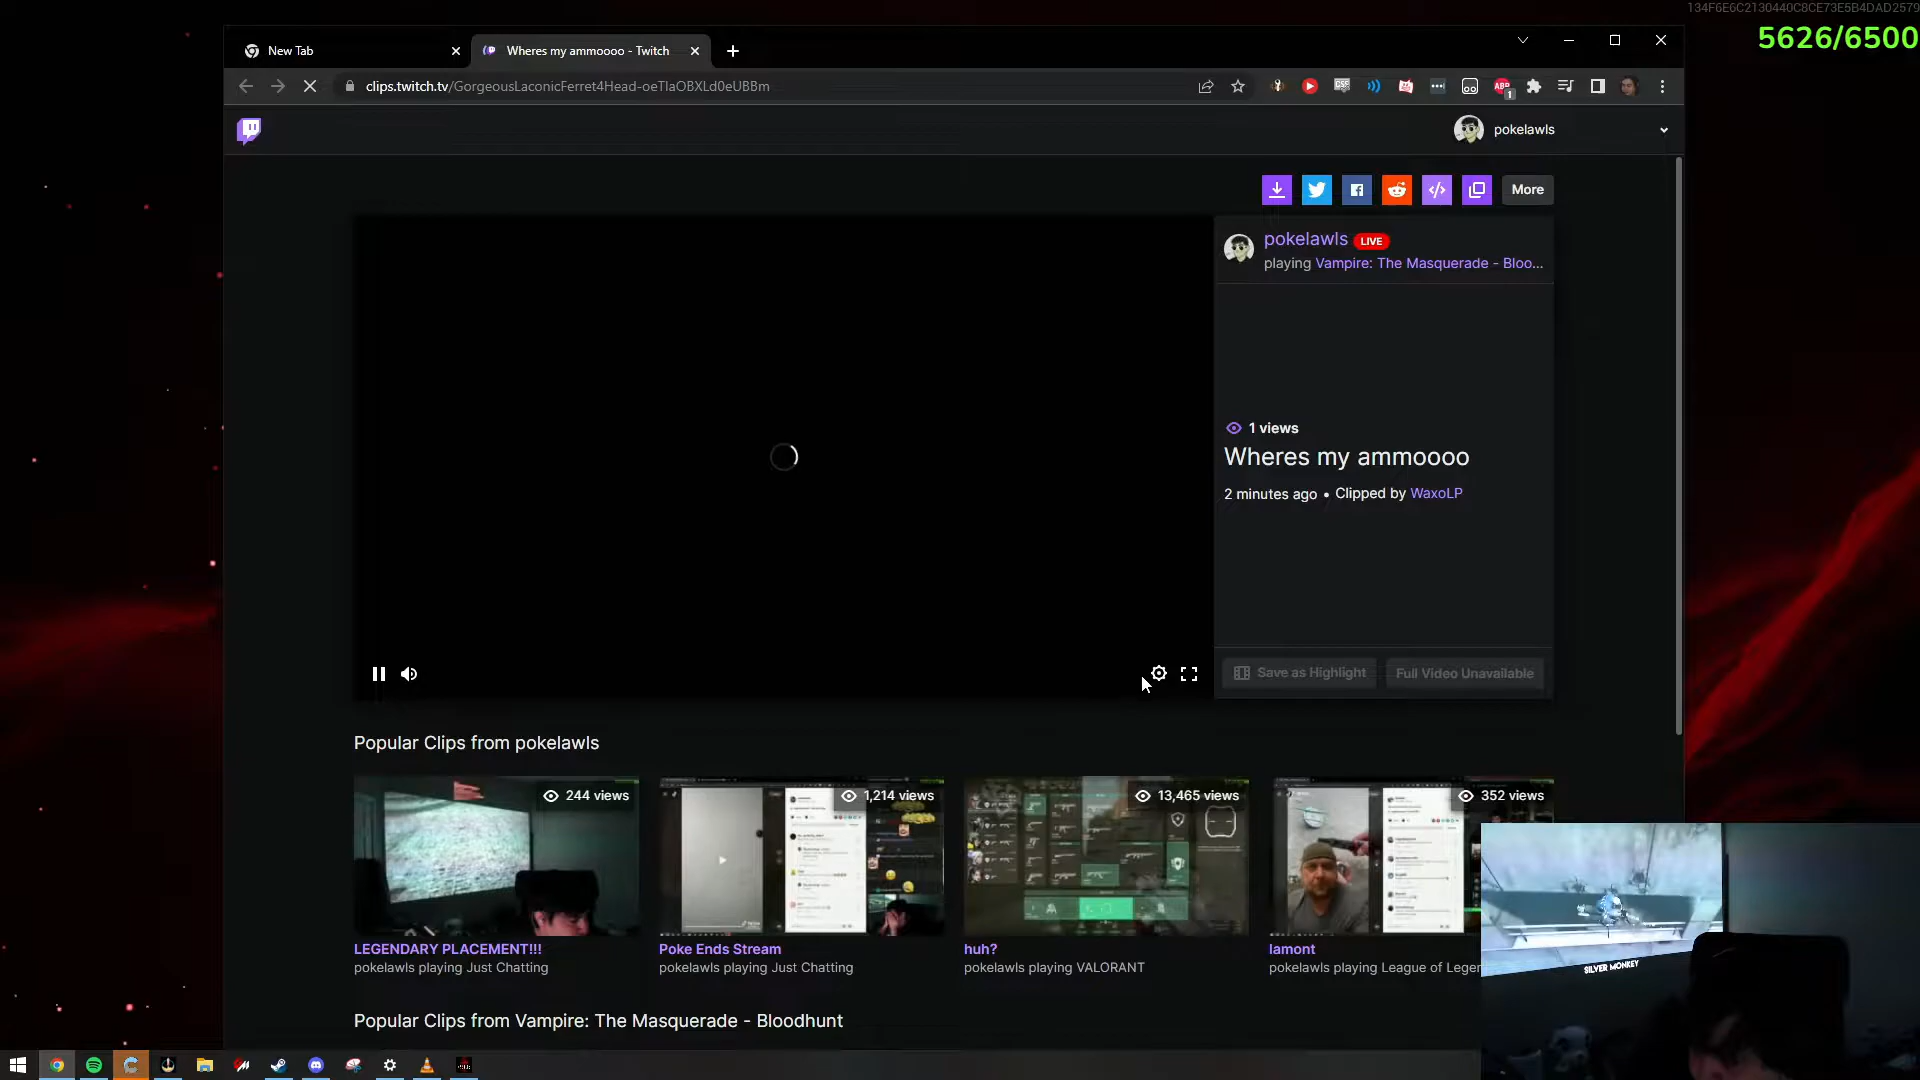 134F6E6C2130440C8CE73E5B4DAD2579
5626/6500
New Tab
Wheres my ammoooo - Twitch
clips.twitch.tv/GorgeousLaconicFerret4Head-oeTlaOBXLd0eUBBm
ABP
1
pokelawls
More
pokelawls LIVE
playing Vampire: The Masquerade - Bloo...
1 views
Wheres my ammoooo
2 minutes ago • Clipped by WaxoLP
Save as Highlight
Full Video Unavailable
Popular Clips from pokelawls
244 views
1,214 views
13,465 views
352 views
LEGENDARY PLACEMENT!!!
pokelawls playing Just Chatting
Poke Ends Stream
pokelawls playing Just Chatting
huh?
pokelawls playing VALORANT
lamont
pokelawls playing League of Leger
SILVER MONKEY
Popular Clips from Vampire: The Masquerade - Bloodhunt